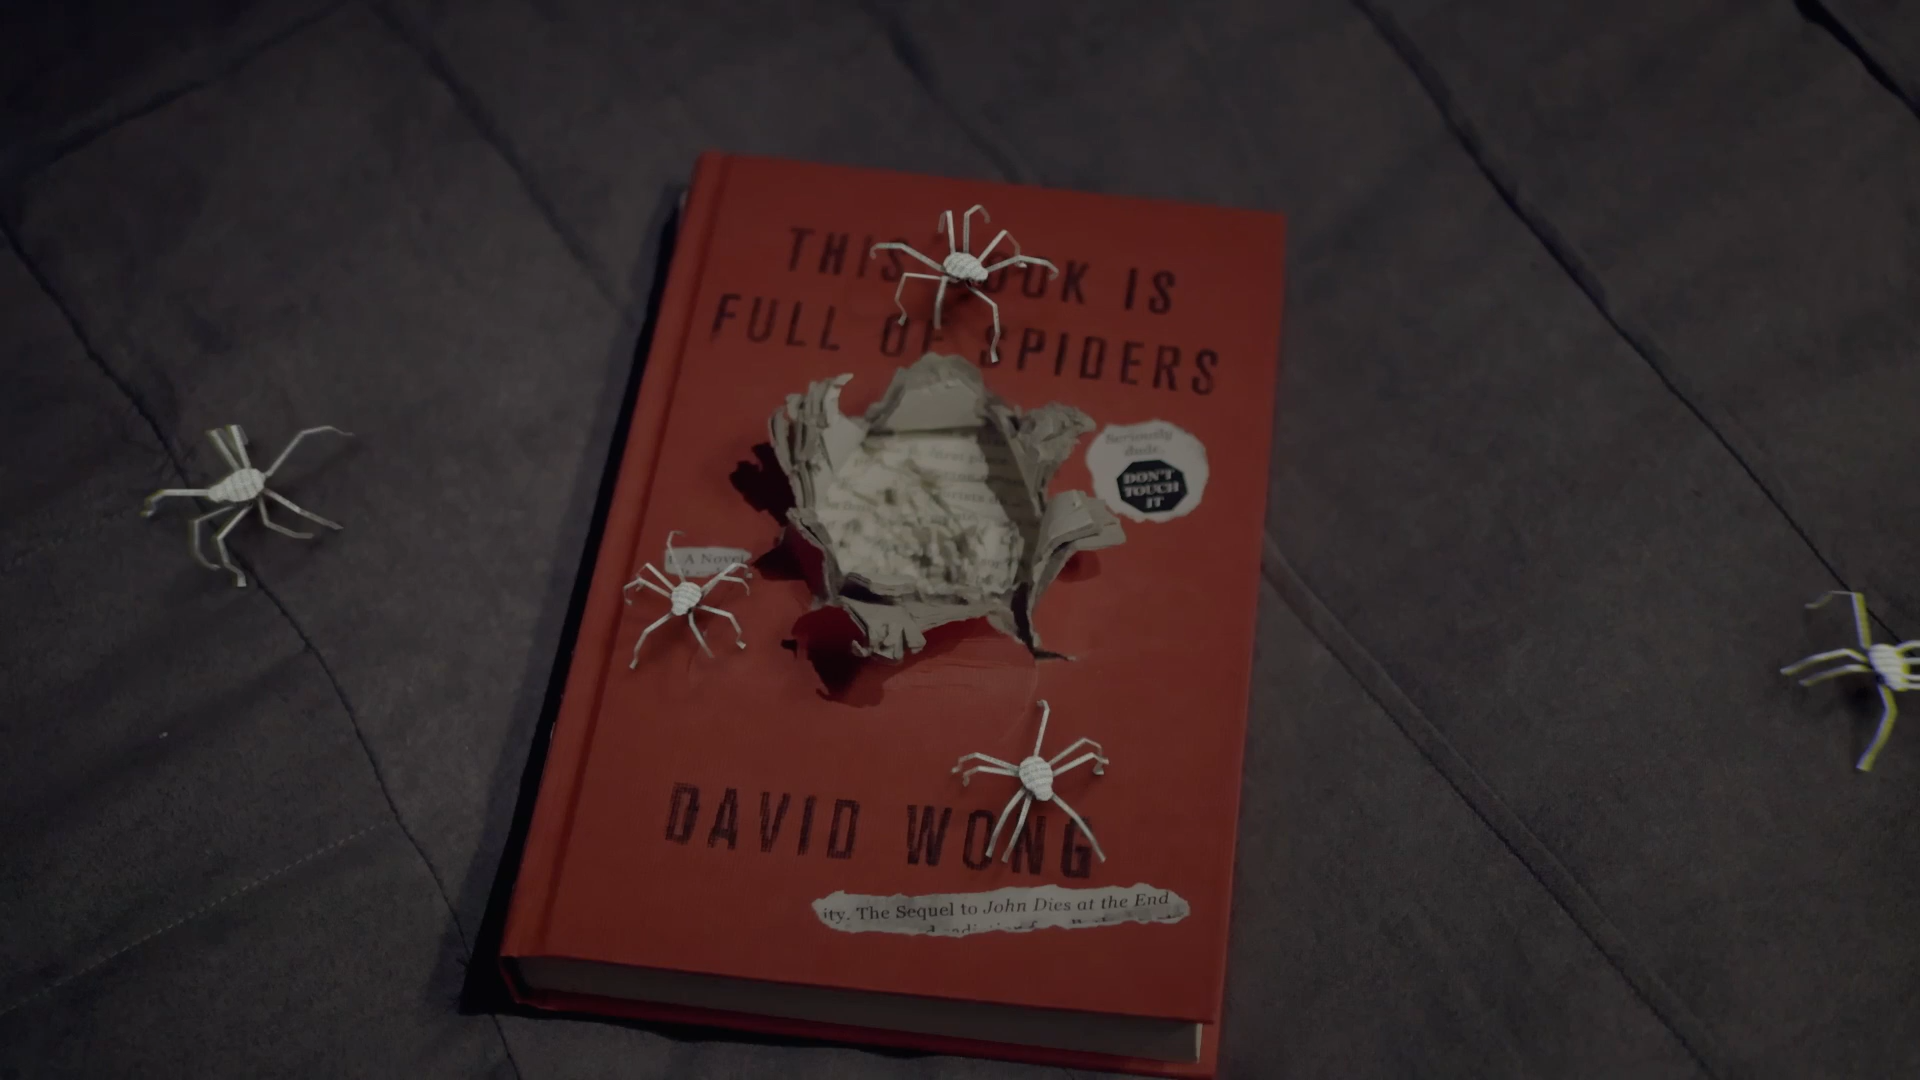 THIS BOOK IS
FULL OF SPIDERS
Seriously
dude,
DON'T
TOUCH
IT
A Novel
DAVID WONG
ity. The Sequel to John Dies at the End